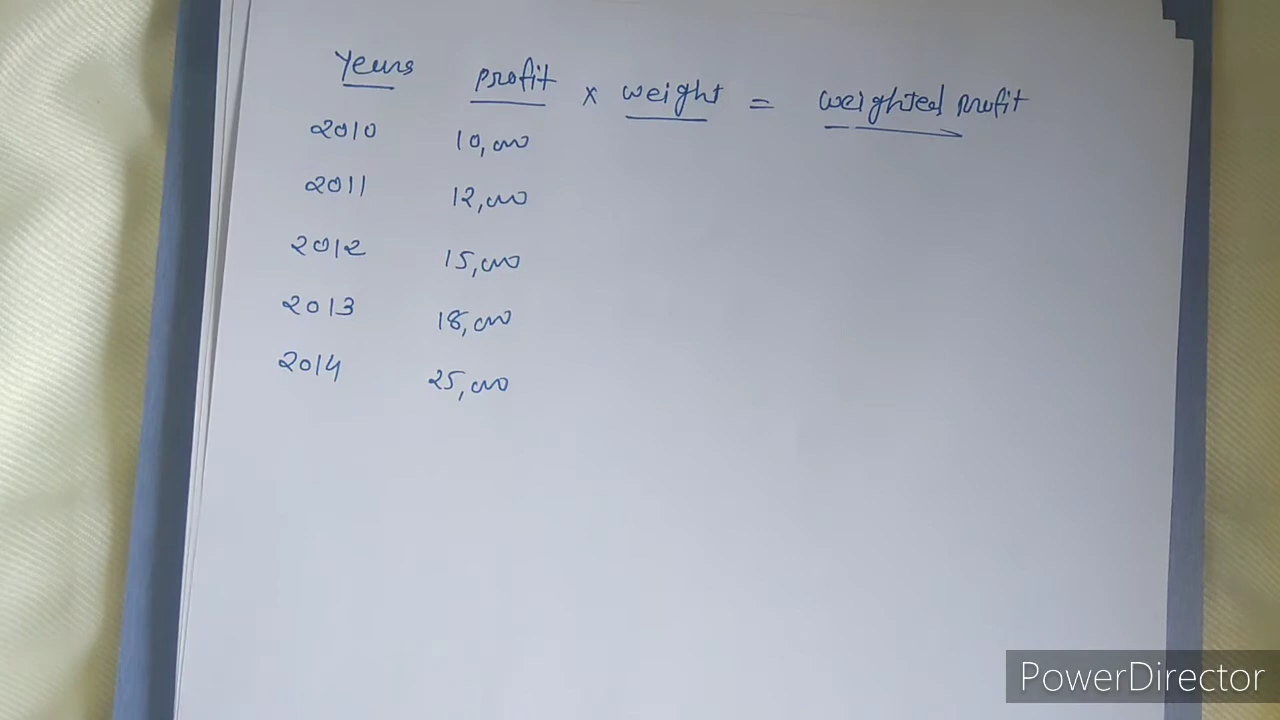 Years profit × weight = weighted profit
2010 10,000
2011 12,000
2012 15,000
2013 18,000
2014 25,000
PowerDirector